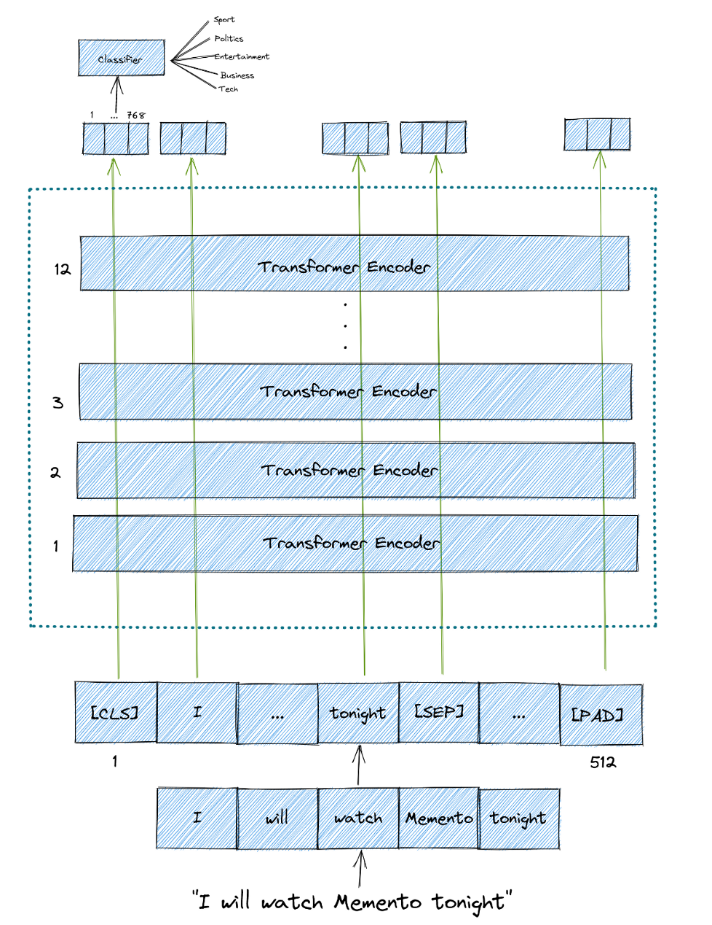 Sport
Politics
Classifier
Entertainment
Business
Tech
1 ... 768
12 Transformer Encoder
.
.
.
3 Transformer Encoder
2 Transformer Encoder
1 Transformer Encoder
[CLS] I ... tonight [SEP] ... [PAD]
1 512
I will watch Memento tonight
"I will watch Memento tonight"